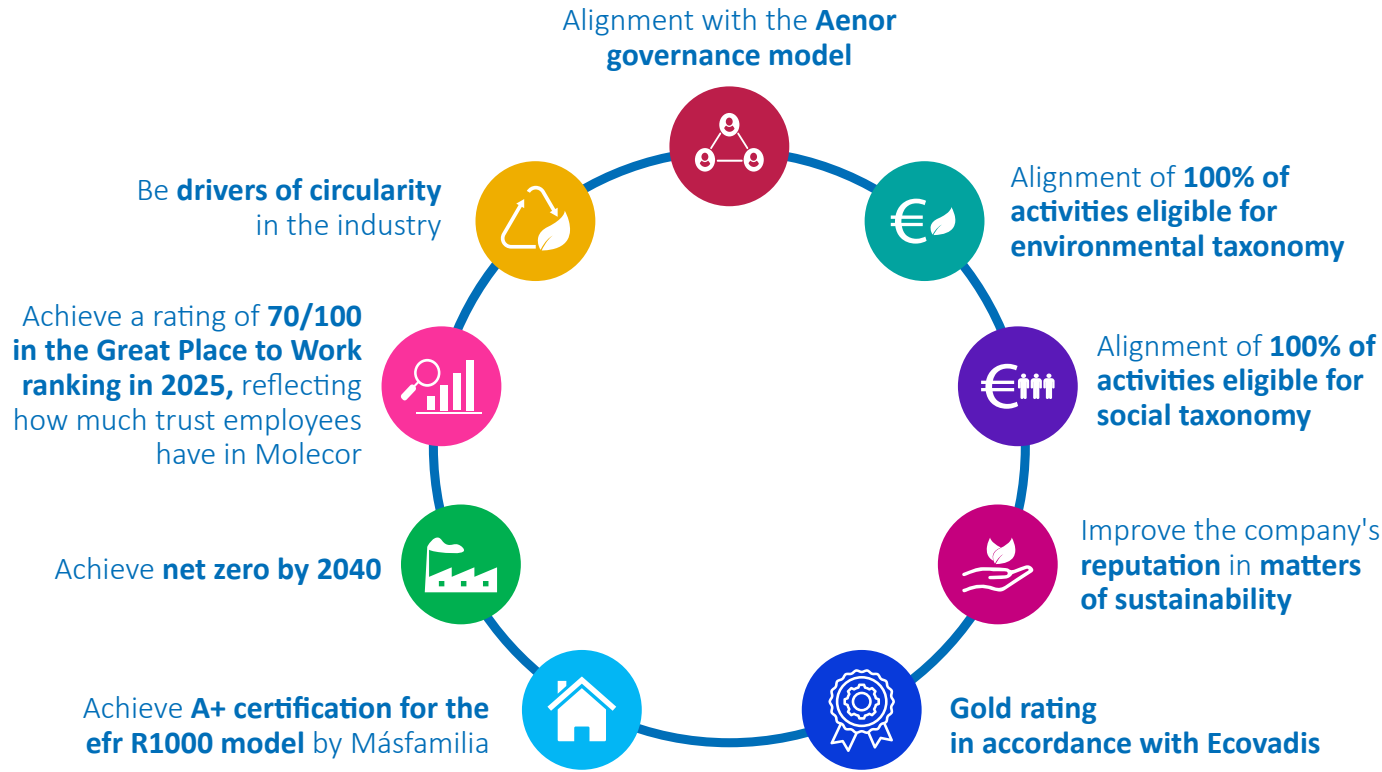 Alignment with the Aenor
governance model
Alignment of 100% of
activities eligible for
environmental taxonomy
Alignment of 100% of
activities eligible for
social taxonomy
Improve the company's
reputation in matters
of sustainability
Gold rating
in accordance with Ecovadis
Achieve A+ certification for the
efr R1000 model by Másfamilia
Achieve net zero by 2040
Achieve a rating of 70/100
in the Great Place to Work
ranking in 2025, reflecting
how much trust employees
have in Molecor
Be drivers of circularity
in the industry